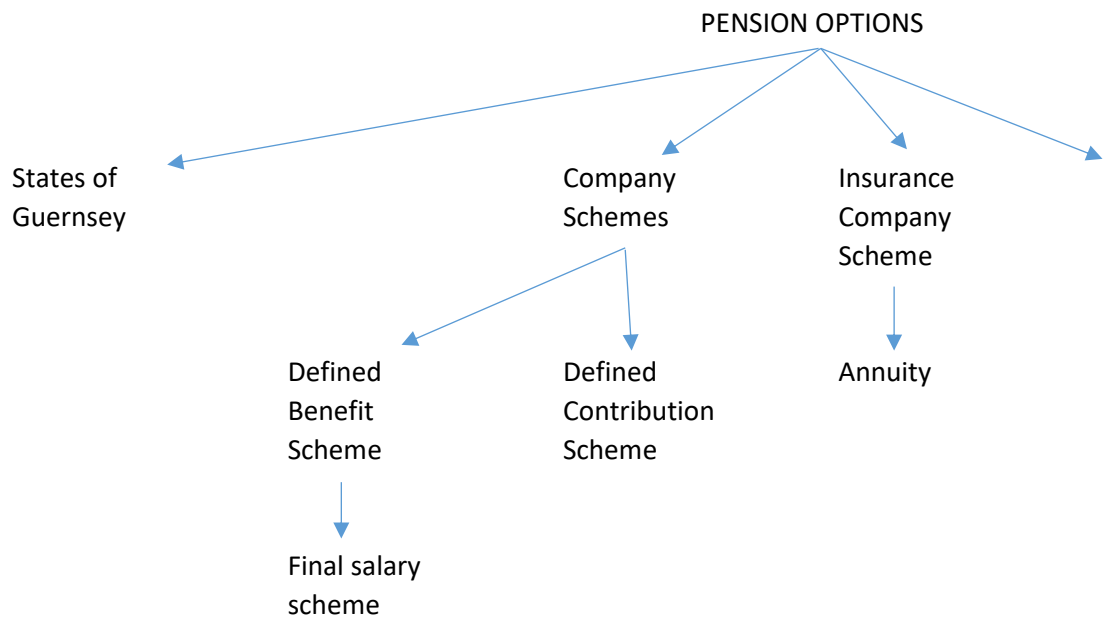 PENSION OPTIONS
States of
Guernsey
Company
Schemes
Insurance
Company
Scheme
Defined
Benefit
Scheme
Defined
Contribution
Scheme
Annuity
Final salary
scheme